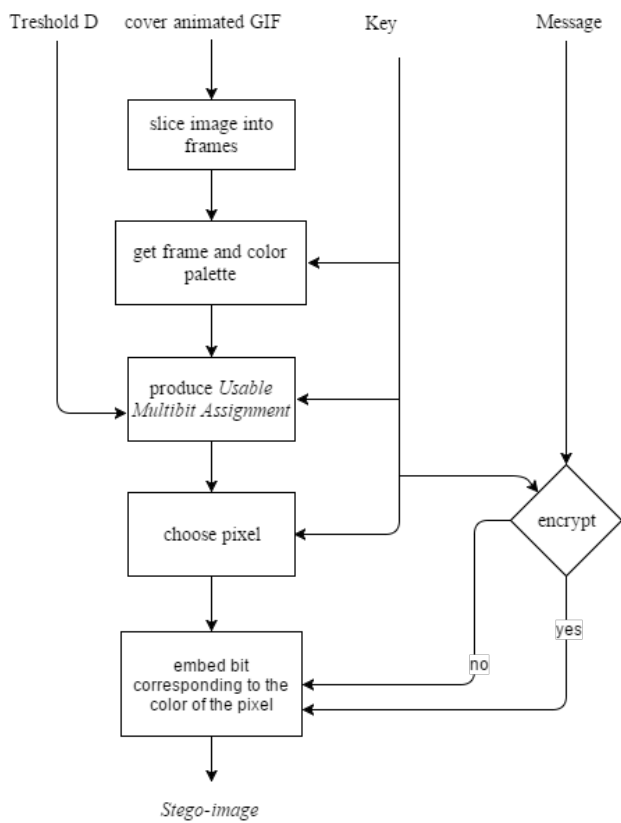 Treshold D
cover animated GIF
Key
Message
slice image into
frames
get frame and color
palette
produce Usable
Multibit Assignment
choose pixel
encrypt
yes
no
embed bit
corresponding to the
color of the pixel
Stego-image